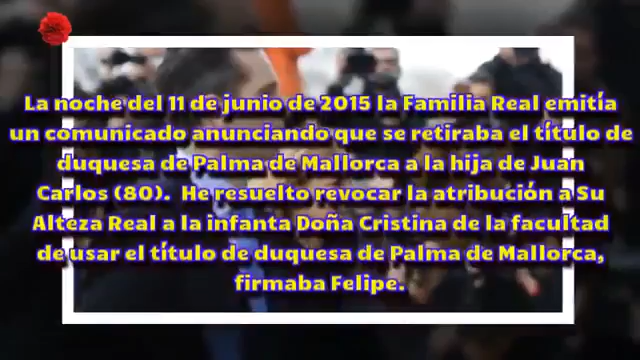 La noche del 11 de junio de 2015 la Familia Real emitía
un comunicado anunciando que se retiraba el título de
duquesa de Palma de Mallorca a la hija de Juan
Carlos (80). He resuelto revocar la atribución a Su
Alteza Real a la infanta Doña Cristina de la facultad
de usar el título de duquesa de Palma de Mallorca,
firmaba Felipe.